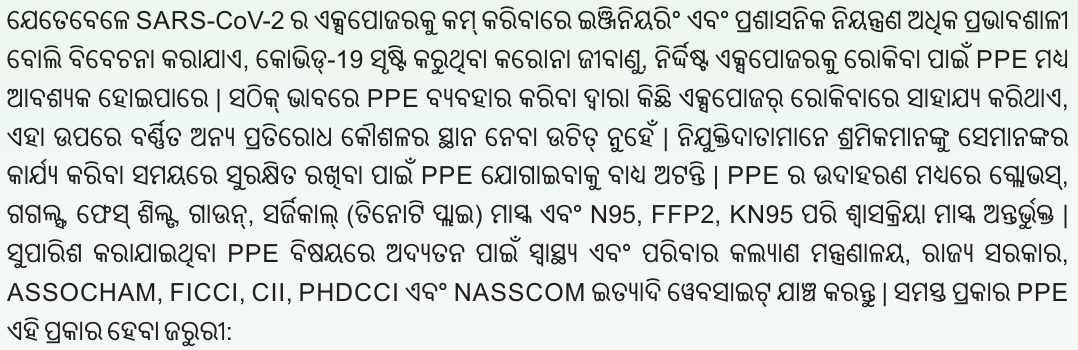 ଯେତେବେଳେ SARS-CoV-2 ର ଏକ୍ସପୋଜରକୁ କମ୍ କରିବାରେ ଇଞ୍ଜିନିୟରିଂ ଏବଂ ପ୍ରଶାସନିକ ନିୟନ୍ତ୍ରଣ ଅଧିକ ପ୍ରଭାବଶାଳୀ
ବୋଲି ବିବେଚନା କରାଯାଏ, କୋଭିଡ୍-19 ସୃଷ୍ଟି କରୁଥିବା କରୋନା ଜୀବାଣୁ, ନିର୍ଦ୍ଦିଷ୍ଟ ଏକ୍ସପୋଜରକୁ ରୋକିବା ପାଇଁ PPE ମଧ୍ୟ
ଆବଶ୍ୟକ ହୋଇପାରେ | ସଠିକ୍ ଭାବରେ PPE ବ୍ୟବହାର କରିବା ଦ୍ୱାରା କିଛି ଏକ୍ସପୋଜର୍ ରୋକିବାରେ ସାହାଯ୍ୟ କରିଥାଏ,
ଏହା ଉପରେ ବର୍ଣ୍ଣିତ ଅନ୍ୟ ପ୍ରତିରୋଧ କୌଶଳର ସ୍ଥାନ ନେବା ଉଚିତ୍ ନୁହେଁ | ନିଯୁକ୍ତିଦାତାମାନେ ଶ୍ରମିକମାନଙ୍କୁ ସେମାନଙ୍କର
କାର୍ଯ୍ୟ କରିବା ସମୟରେ ସୁରକ୍ଷିତ ରଖିବା ପାଇଁ PPE ଯୋଗାଇବାକୁ ବାଧ୍ୟ ଅଟନ୍ତି | PPE ର ଉଦାହରଣ ମଧ୍ୟରେ ଗ୍ଲୋଭସ୍,
ଗଗଲ୍ସ, ଫେସ୍ ଶିଲ୍ଡ, ଗାଉନ୍, ସର୍ଜିକାଲ୍ (ତିନୋଟି ପ୍ଲାଇ) ମାସ୍କ ଏବଂ N95, FFP2, KN95 ପରି ଶ୍ୱାସକ୍ରିୟା ମାସ୍କ ଅନ୍ତର୍ଭୁକ୍ତ |
ସୁପାରିଶ କରାଯାଇଥିବା PPE ବିଷୟରେ ଅଦ୍ୟତନ ପାଇଁ ସ୍ୱାସ୍ଥ୍ୟ ଏବଂ ପରିବାର କଲ୍ୟାଣ ମନ୍ତ୍ରଣାଳୟ, ରାଜ୍ୟ ସରକାର,
ASSOCHAM, FICCI, CII, PHDCCI ଏବଂ NASSCOM ଇତ୍ୟାଦି ୱେବସାଇଟ୍ ଯାଞ୍ଚ କରନ୍ତୁ | ସମସ୍ତ ପ୍ରକାର PPE
ଏହି ପ୍ରକାର ହେବା ଜରୁରୀ: